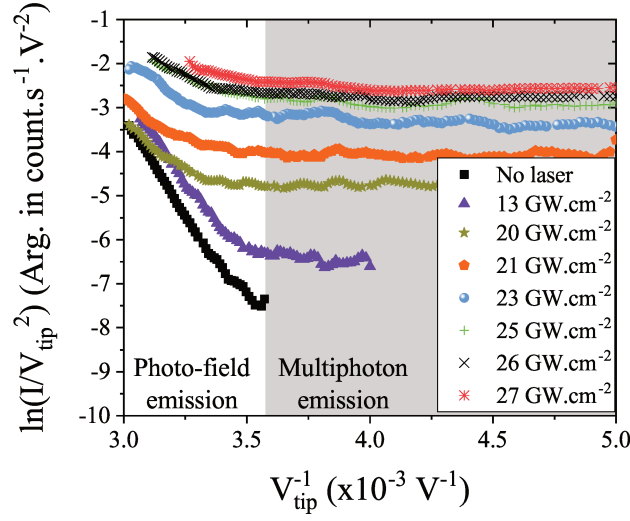 ln(I/V_tip^2) (Arg. in count.s^-1.V^-2)
-1
-2
-3
-4
-5
-6
-7
-8
-9
-10
No laser
13 GW.cm^-2
20 GW.cm^-2
21 GW.cm^-2
23 GW.cm^-2
25 GW.cm^-2
26 GW.cm^-2
27 GW.cm^-2
Photo-field
emission
Multiphoton
emission
3.0 3.5 4.0 4.5 5.0
V_tip^-1 (x10^-3 V^-1)